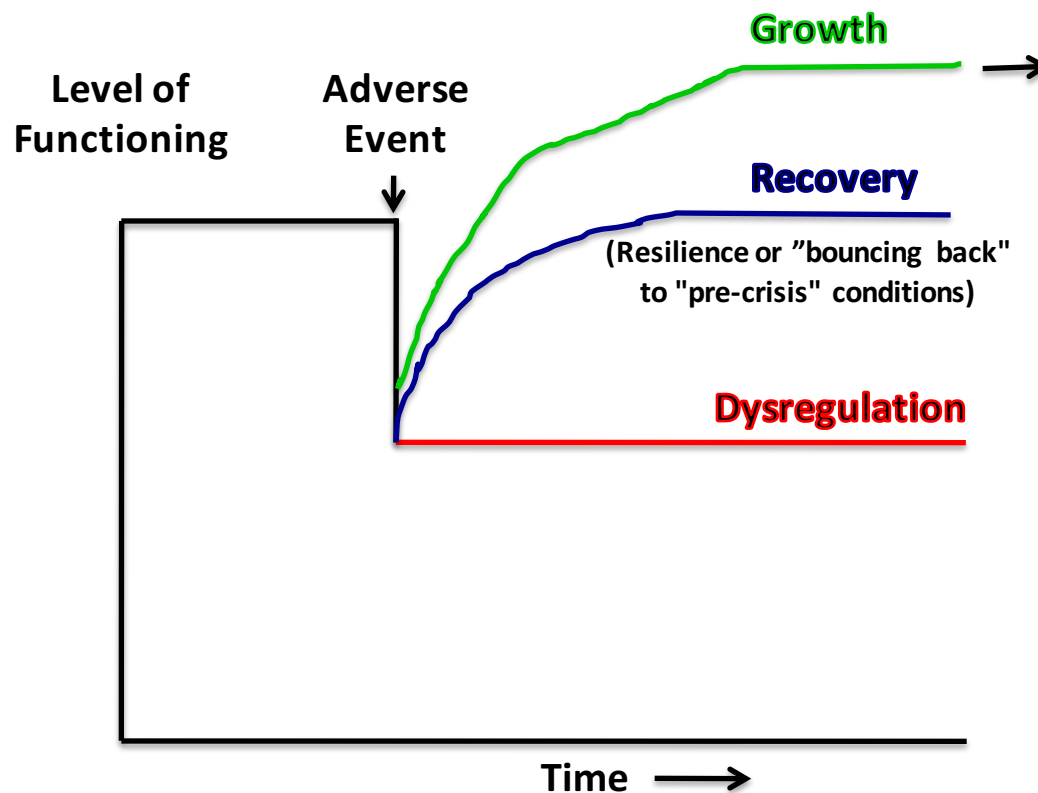 Growth
Level of
Functioning
Adverse
Event
Recovery
(Resilience or ”bouncing back"
to "pre-crisis" conditions)
Dysregulation
Time